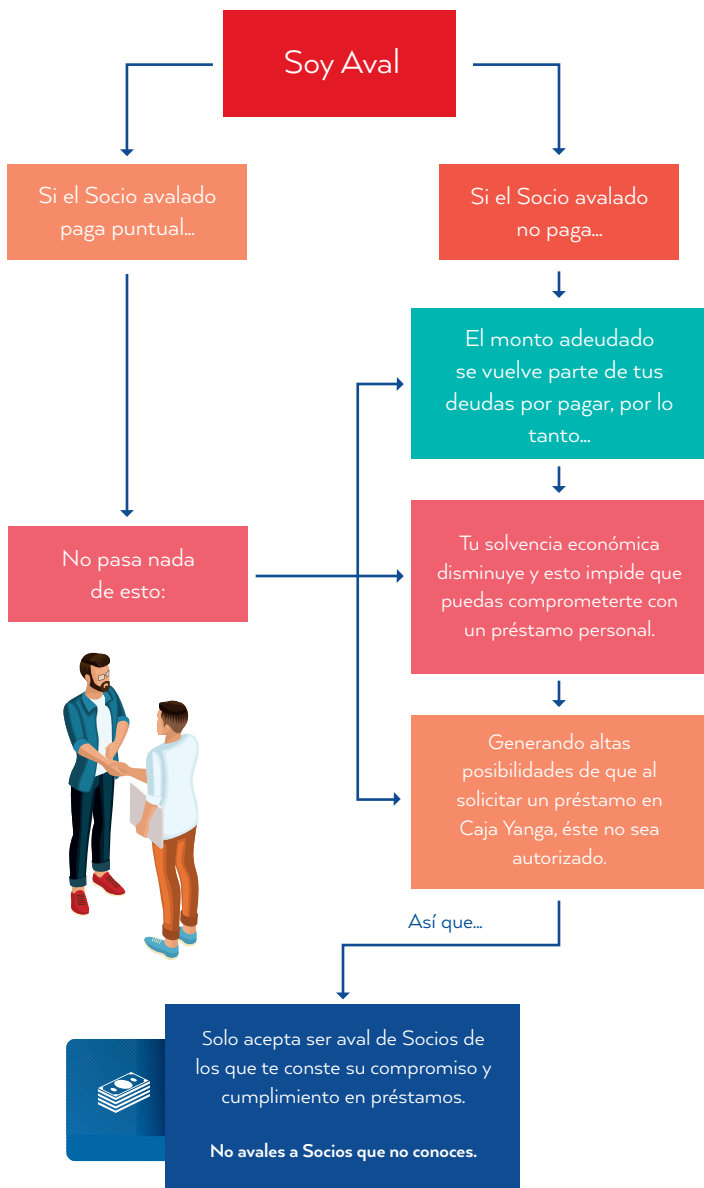 Soy Aval
Si el Socio avalado
paga puntual...
Si el Socio avalado
no paga...
El monto adeudado
se vuelve parte de tus
deudas por pagar, por lo
tanto...
No pasa nada
de esto:
Tu solvencia económica
disminuye y esto impide que
puedas comprometerte con
un préstamo personal.
Generando altas
posibilidades de que al
solicitar un préstamo en
Caja Yanga, éste no sea
autorizado.
Así que...
Solo acepta ser aval de Socios de
los que te conste su compromiso y
cumplimiento en préstamos.
No avales a Socios que no conoces.